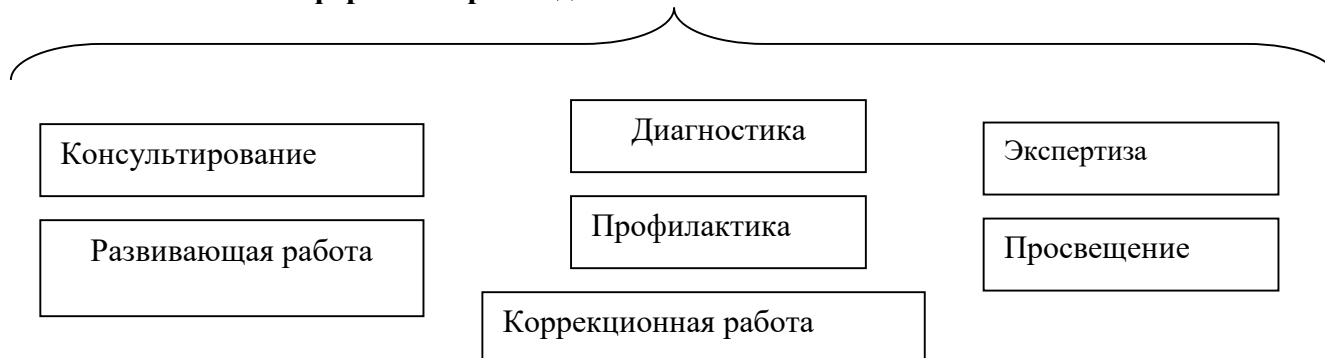 Диагностика
Консультирование
Экспертиза
Профилактика
Развивающая работа
Просвещение
Коррекционная работа